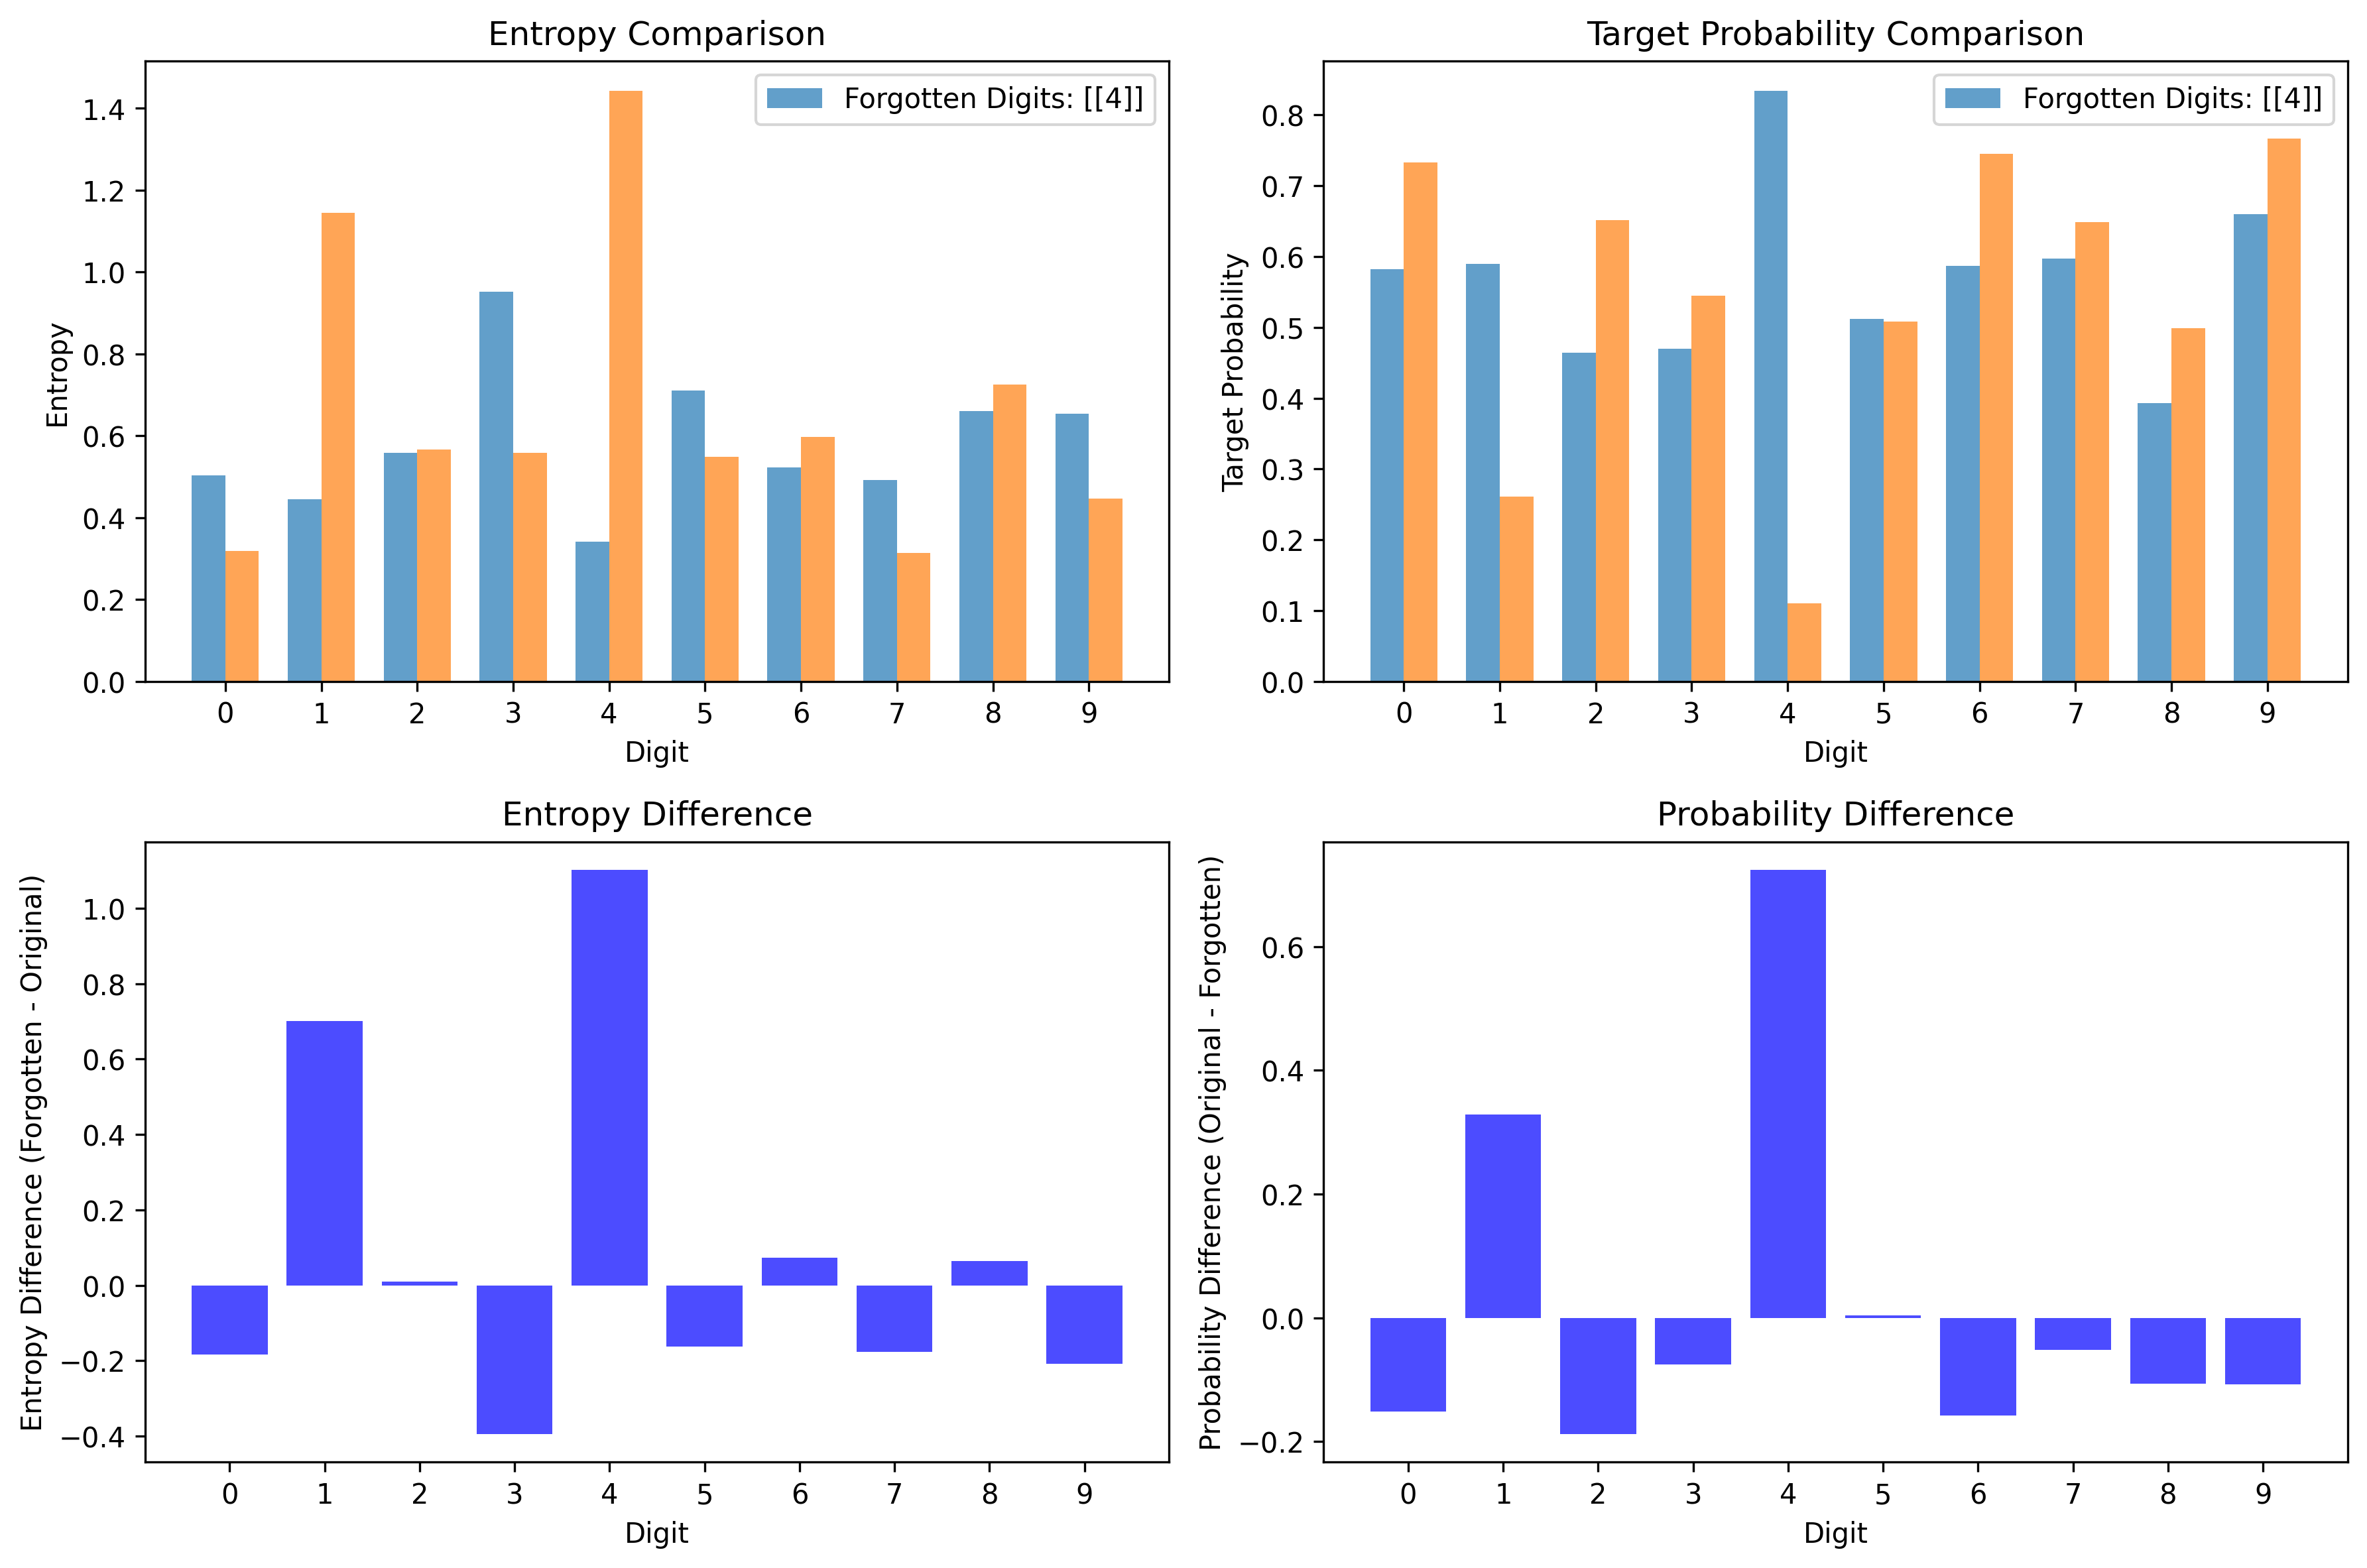 Entropy Comparison
Forgotten Digits: [[4]]
Entropy
1.4
1.2
1.0
0.8
0.6
0.4
0.2
0.0
0 1 2 3 4 5 6 7 8 9
Digit
Target Probability Comparison
Forgotten Digits: [[4]]
Target Probability
0.8
0.7
0.6
0.5
0.4
0.3
0.2
0.1
0.0
0 1 2 3 4 5 6 7 8 9
Digit
Entropy Difference
Entropy Difference (Forgotten - Original)
1.0
0.8
0.6
0.4
0.2
0.0
−0.2
−0.4
0 1 2 3 4 5 6 7 8 9
Digit
Probability Difference
Probability Difference (Original - Forgotten)
0.6
0.4
0.2
0.0
−0.2
0 1 2 3 4 5 6 7 8 9
Digit